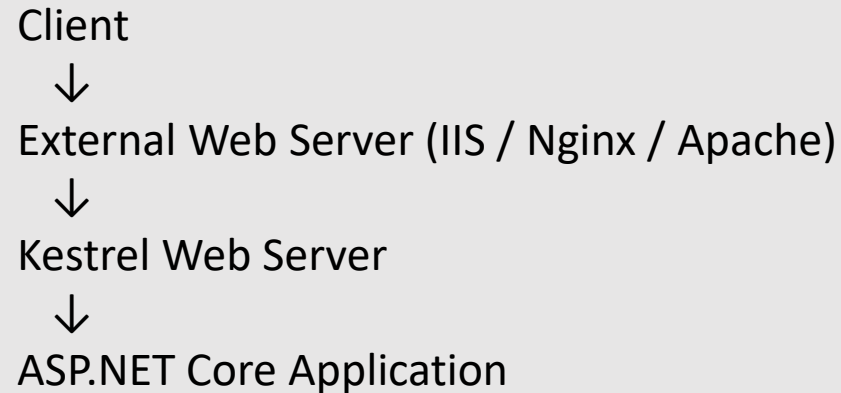 Client
↓
External Web Server (IIS / Nginx / Apache)
↓
Kestrel Web Server
↓
ASP.NET Core Application